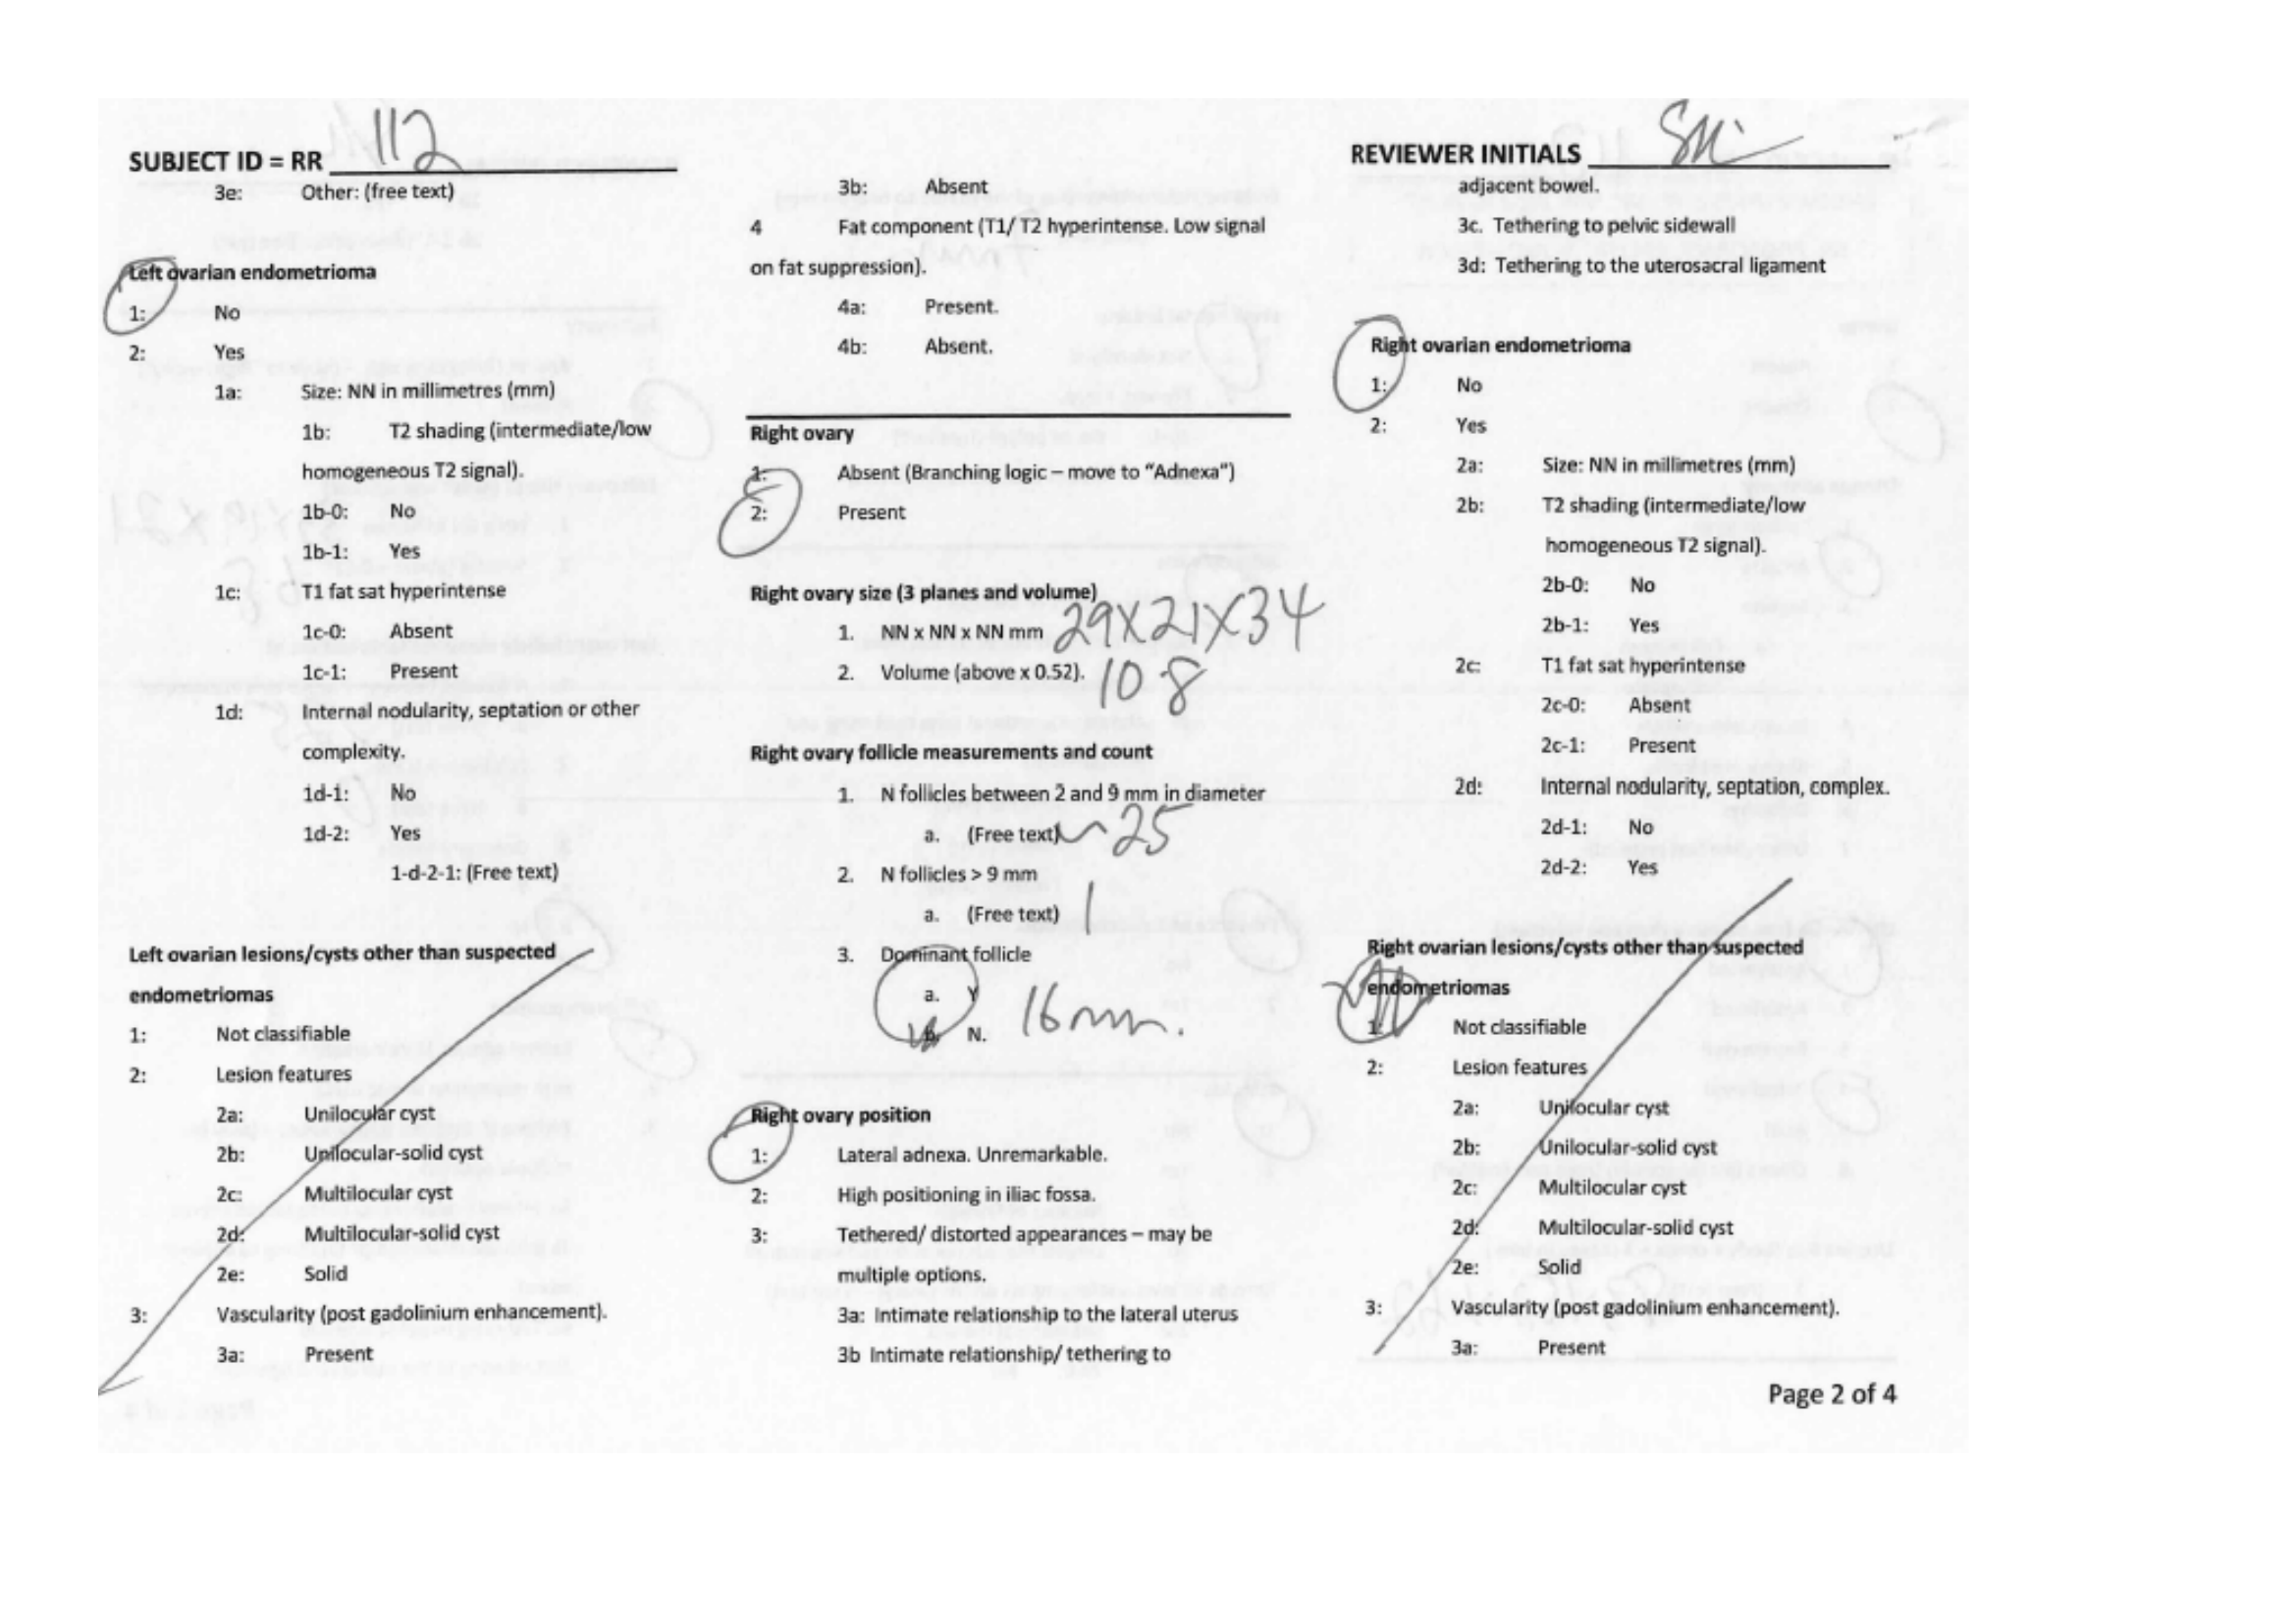 SUBJECT ID = RR 112
3e: Other: (free text)
Left ovarian endometrioma
1: No
2: Yes
1a: Size: NN in millimetres (mm)
1b: T2 shading (intermediate/low
homogeneous T2 signal).
1b-0: No
1b-1: Yes
1c: T1 fat sat hyperintense
1c-0: Absent
1c-1: Present
1d: Internal nodularity, septation or other
complexity.
1d-1: No
1d-2: Yes
1-d-2-1: (Free text)
Left ovarian lesions/cysts other than suspected
endometriomas
1: Not classifiable
2: Lesion features
2a: Unilocular cyst
2b: Unilocular-solid cyst
2c: Multilocular cyst
2d: Multilocular-solid cyst
2e: Solid
3: Vascularity (post gadolinium enhancement).
3a: Present
3b: Absent
4 Fat component (T1/ T2 hyperintense. Low signal
on fat suppression).
4a: Present.
4b: Absent.
Right ovary
1: Absent (Branching logic – move to “Adnexa”)
2: Present
Right ovary size (3 planes and volume)
1. NN x NN x NN mm 29X21X34
2. Volume (above x 0.52). 10.8
Right ovary follicle measurements and count
1. N follicles between 2 and 9 mm in diameter
a. (Free text) ~25
2. N follicles > 9 mm
a. (Free text) 1
3. Dominant follicle
a. Y
b. N. 16mm.
Right ovary position
1: Lateral adnexa. Unremarkable.
2: High positioning in iliac fossa.
3: Tethered/ distorted appearances – may be
multiple options.
3a: Intimate relationship to the lateral uterus
3b Intimate relationship/ tethering to
REVIEWER INITIALS
adjacent bowel.
3c. Tethering to pelvic sidewall
3d: Tethering to the uterosacral ligament
Right ovarian endometrioma
1: No
2: Yes
2a: Size: NN in millimetres (mm)
2b: T2 shading (intermediate/low
homogeneous T2 signal).
2b-0: No
2b-1: Yes
2c: T1 fat sat hyperintense
2c-0: Absent
2c-1: Present
2d: Internal nodularity, septation, complex.
2d-1: No
2d-2: Yes
Right ovarian lesions/cysts other than suspected
endometriomas
1: Not classifiable
2: Lesion features
2a: Unilocular cyst
2b: Unilocular-solid cyst
2c: Multilocular cyst
2d: Multilocular-solid cyst
2e: Solid
3: Vascularity (post gadolinium enhancement).
3a: Present
Page 2 of 4